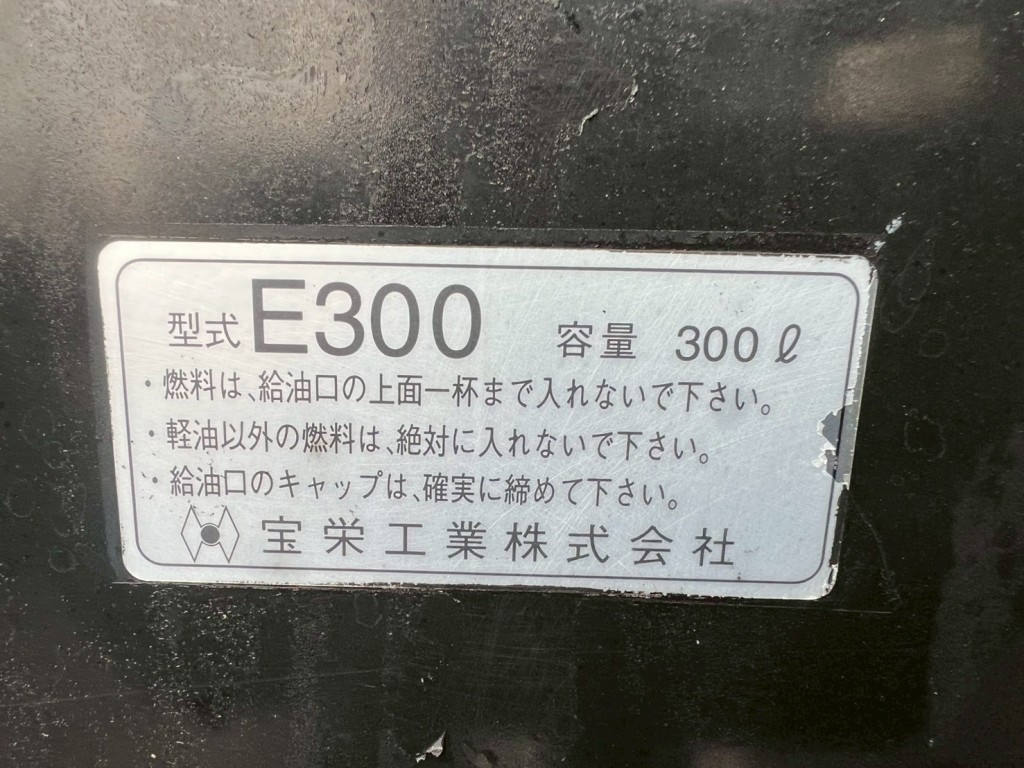 型式 E300 容量 300ℓ
・燃料は、給油口の上面一杯まで入れないで下さい。
・軽油以外の燃料は、絶対に入れないで下さい。
・給油口のキャップは、確実に締めて下さい。
宝栄工業株式会社